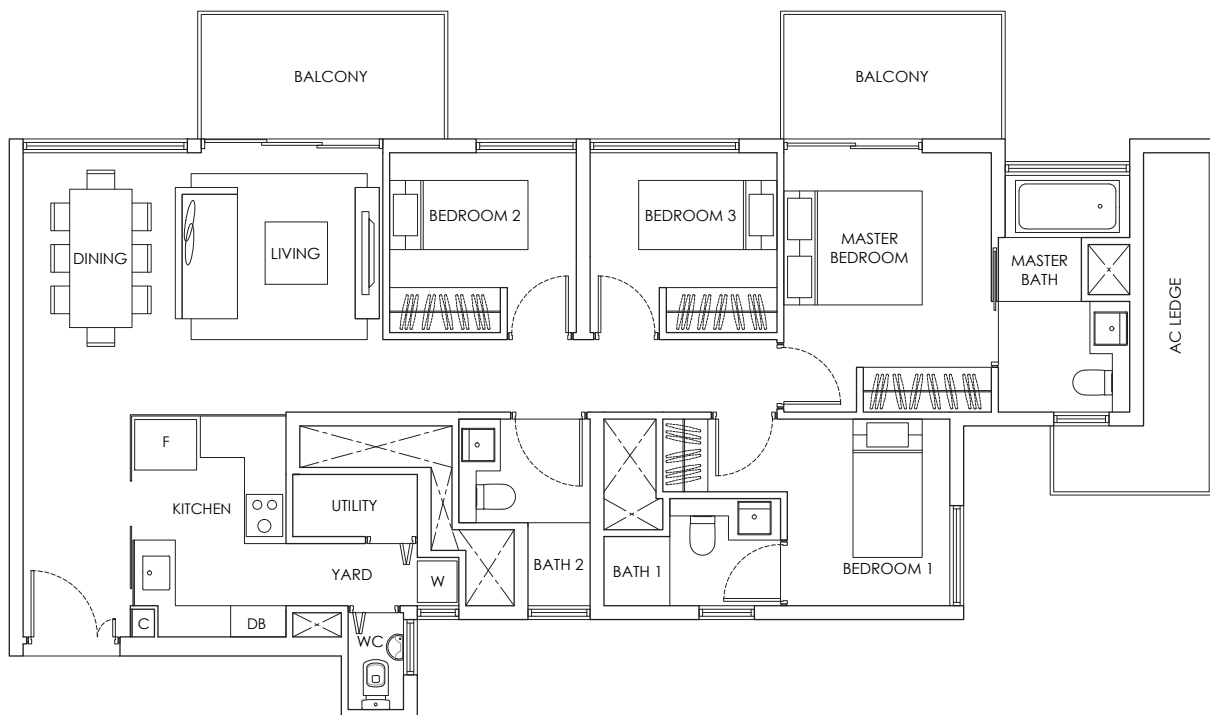 BALCONY
BALCONY
BEDROOM 2
BEDROOM 3
DINING
LIVING
MASTER
BEDROOM
MASTER
BATH
AC LEDGE
F
KITCHEN
UTILITY
YARD
W
BATH 2
BATH 1
BEDROOM 1
C
DB
WC